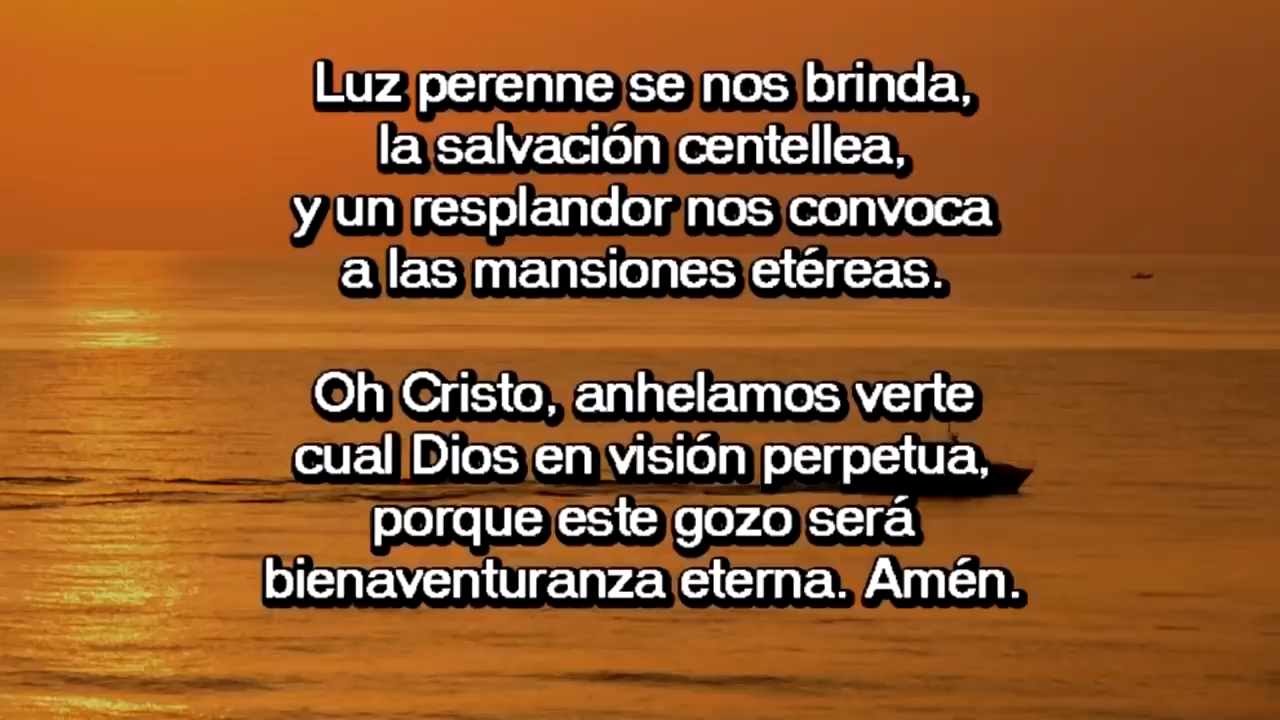 Luz perenne se nos brinda,
la salvación centellea,
y un resplandor nos convoca
a las mansiones etéreas.
Oh Cristo, anhelamos verte
cual Dios en visión perpetua,
porque este gozo será
bienaventuranza eterna. Amén.